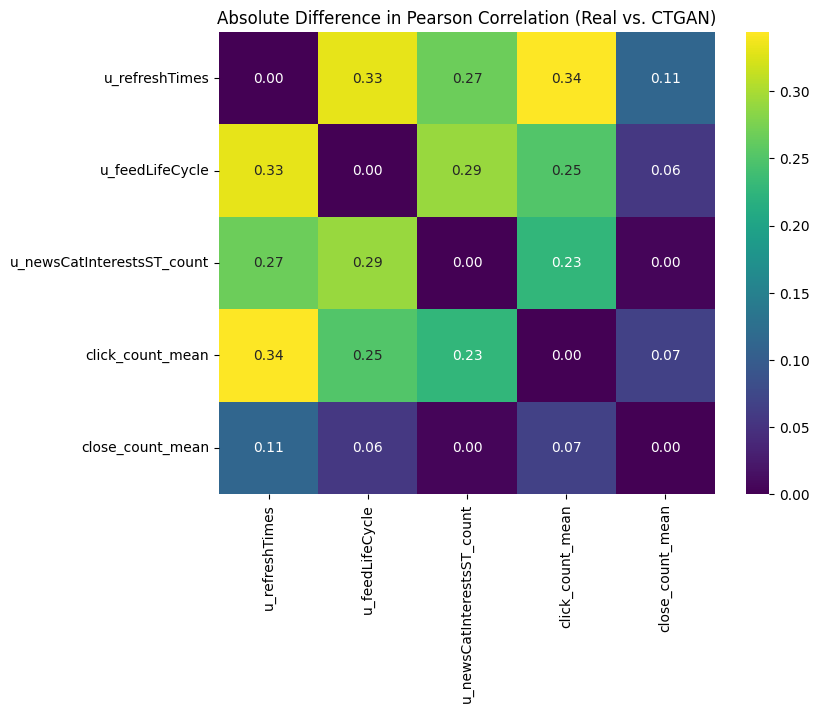 Absolute Difference in Pearson Correlation (Real vs. CTGAN)
u_refreshTimes 0.00 0.33 0.27 0.34 0.11
u_feedLifeCycle 0.33 0.00 0.29 0.25 0.06
u_newsCatInterestsST_count 0.27 0.29 0.00 0.23 0.00
click_count_mean 0.34 0.25 0.23 0.00 0.07
close_count_mean 0.11 0.06 0.00 0.07 0.00
u_refreshTimes
u_feedLifeCycle
u_newsCatInterestsST_count
click_count_mean
close_count_mean
0.30
0.25
0.20
0.15
0.10
0.05
0.00